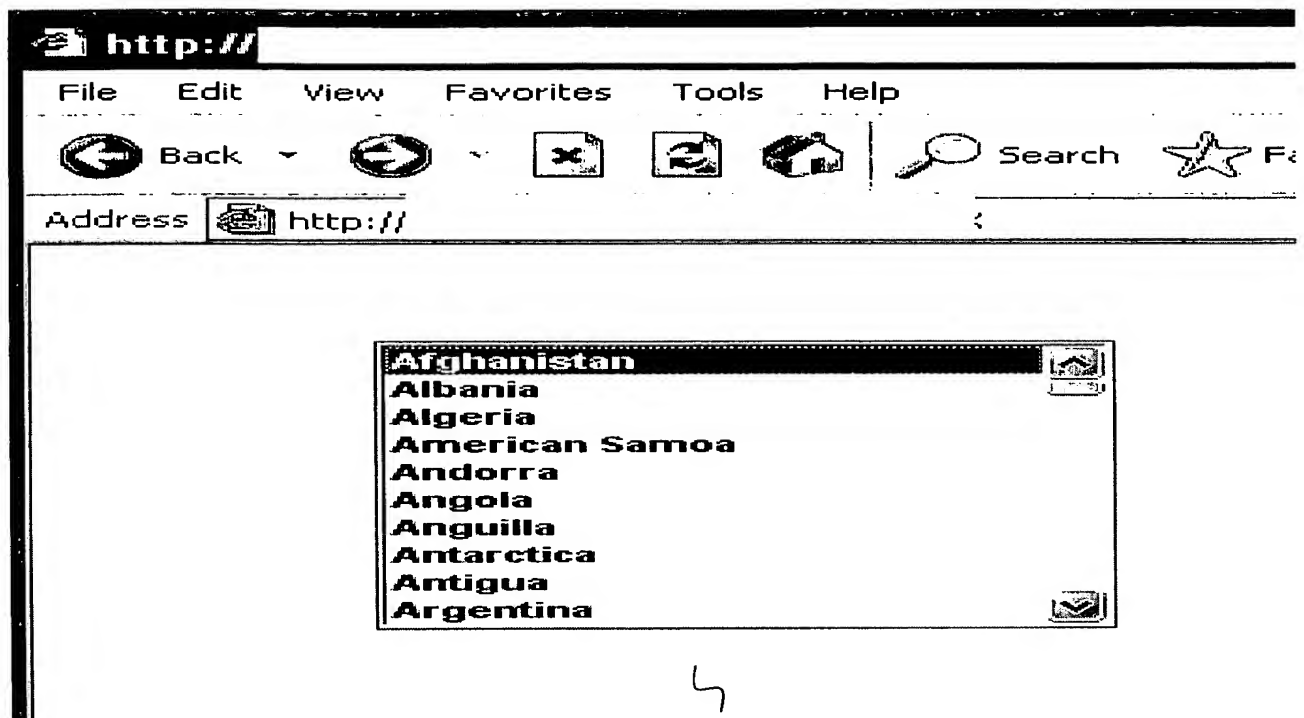 http://
File Edit View Favorites Tools Help
Back Search Fa
Address http://
Afghanistan
Albania
Algeria
American Samoa
Andorra
Angola
Anguilla
Antarctica
Antigua
Argentina